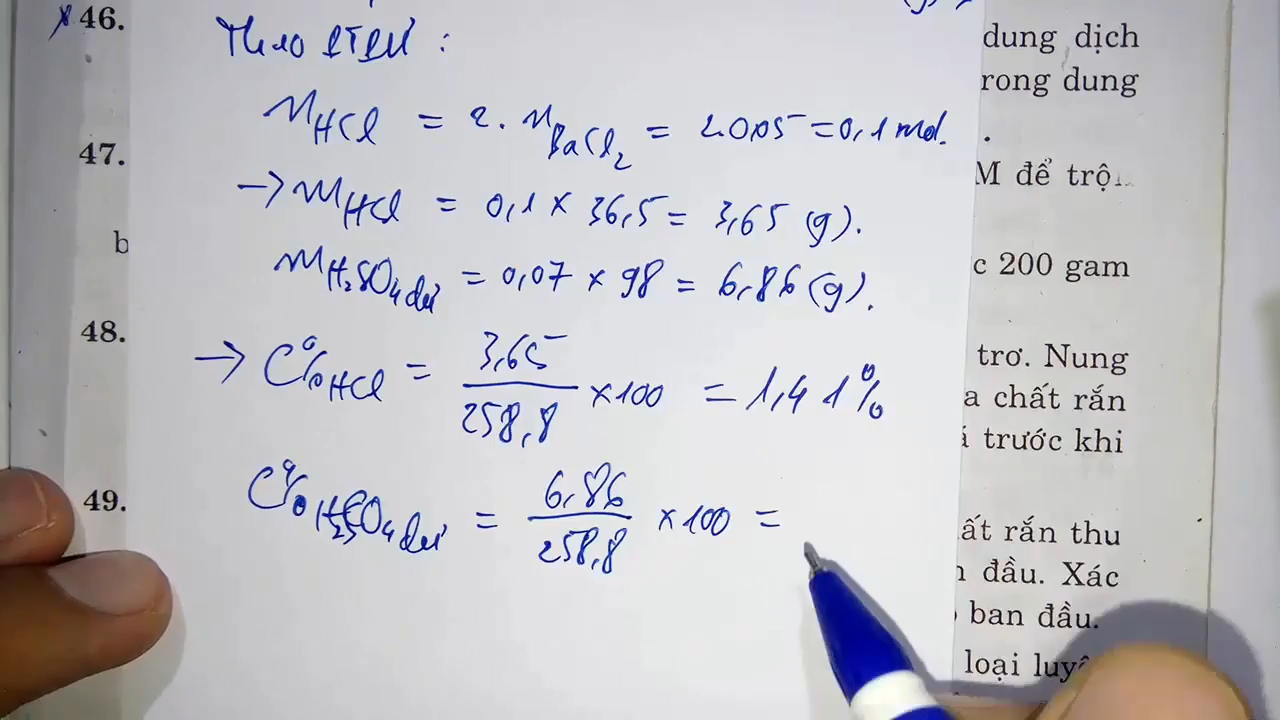 46.
Theo PTPƯ :
dung dịch
rong dung
n HCl = 2. n BaCl2 = 2.0,05 = 0,1 mol.
.
47.
M để trộ
→ m HCl = 0,1 × 36,5 = 3,65 (g).
b
m H2SO4 dư = 0,07 × 98 = 6,86 (g).
c 200 gam
48.
→ C% HCl = 3,65 / 258,8 × 100 = 1,41%
trơ. Nung
a chất rắn
á trước khi
49.
C% H2SO4 dư = 6,86 / 258,8 × 100 =
ất rắn thu
đầu. Xác
ban đầu.
loại